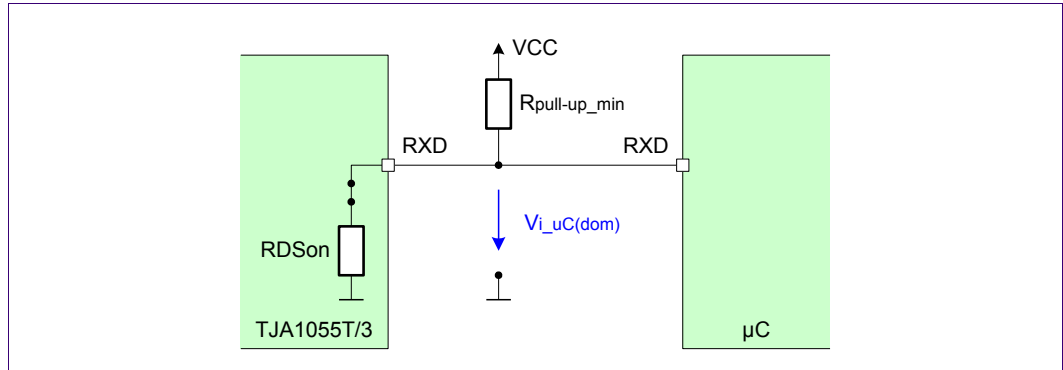 VCC
Rpull-up_min
RXD
RXD
Vi_uC(dom)
RDSon
TJA1055T/3
µC